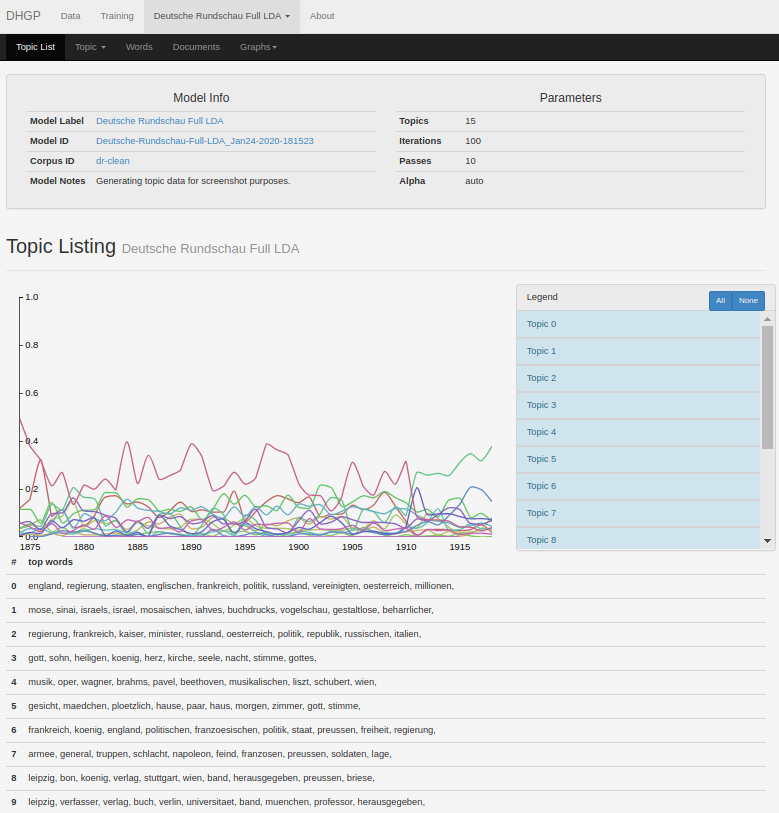 DHGP Data Training Deutsche Rundschau Full LDA About
Topic List Topic Words Documents Graphs
Model Info
Model Label Deutsche Rundschau Full LDA
Model ID Deutsche-Rundschau-Full-LDA_Jan24-2020-181523
Corpus ID dr-clean
Model Notes Generating topic data for screenshot purposes.
Parameters
Topics 15
Iterations 100
Passes 10
Alpha auto
Topic Listing Deutsche Rundschau Full LDA
1.0
0.8
0.6
0.4
0.2
0.0
1875 1880 1885 1890 1895 1900 1905 1910 1915
Legend All None
Topic 0
Topic 1
Topic 2
Topic 3
Topic 4
Topic 5
Topic 6
Topic 7
Topic 8
# top words
0 england, regierung, staaten, englischen, frankreich, politik, russland, vereinigten, oesterreich, millionen,
1 mose, sinai, israels, israel, mosaischen, iahves, buchdrucks, vogelschau, gestaltlose, beharrlicher,
2 regierung, frankreich, kaiser, minister, russland, oesterreich, politik, republik, russischen, italien,
3 gott, sohn, heiligen, koenig, herz, kirche, seele, nacht, stimme, gottes,
4 musik, oper, wagner, brahms, pavel, beethoven, musikalischen, liszt, schubert, wien,
5 gesicht, maedchen, ploetzlich, hause, paar, haus, morgen, zimmer, gott, stimme,
6 frankreich, koenig, england, politischen, franzoesischen, politik, staat, preussen, freiheit, regierung,
7 armee, general, truppen, schlacht, napoleon, feind, franzosen, preussen, soldaten, lage,
8 leipzig, bon, koenig, verlag, stuttgart, wien, band, herausgegeben, preussen, briese,
9 leipzig, verfasser, verlag, buch, verlin, universitaet, band, muenchen, professor, herausgegeben,